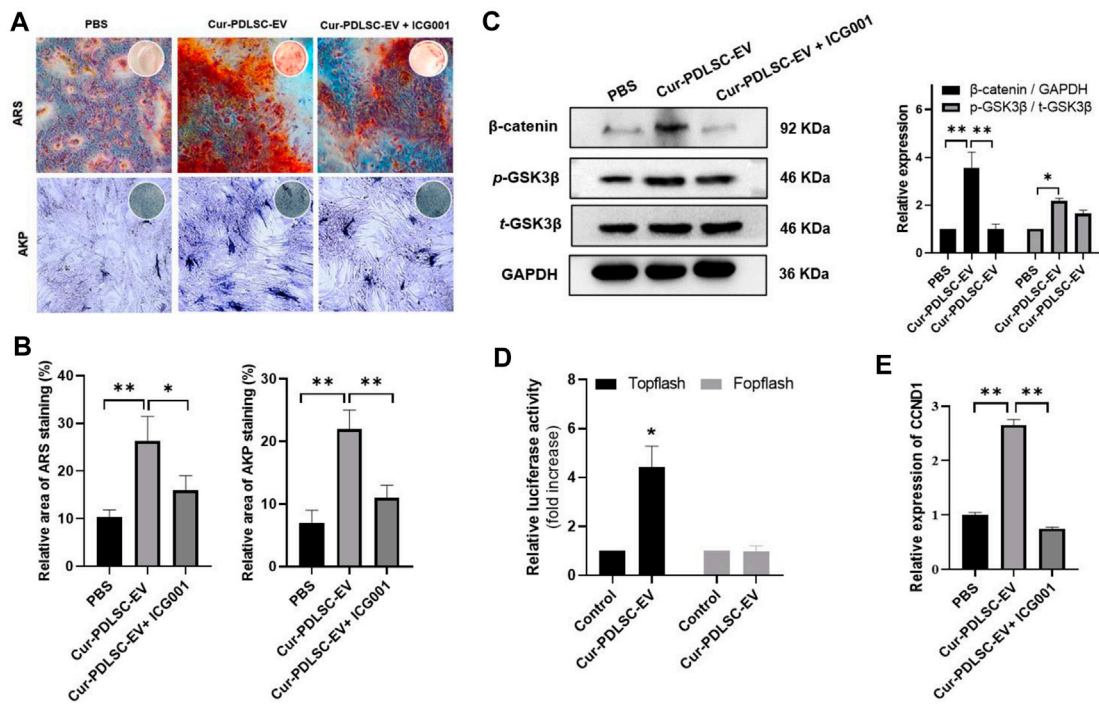 A
PBS
Cur-PDLSC-EV
Cur-PDLSC-EV + ICG001
ARS
AKP
B
Relative area of ARS staining (%)
40
30
20
10
0
** *
PBS
Cur-PDLSC-EV
Cur-PDLSC-EV+ ICG001
Relative area of AKP staining (%)
30
20
10
0
** **
PBS
Cur-PDLSC-EV
Cur-PDLSC-EV+ ICG001
C
PBS
Cur-PDLSC-EV
Cur-PDLSC-EV + ICG001
β-catenin 92 KDa
p-GSK3β 46 KDa
t-GSK3β 46 KDa
GAPDH 36 KDa
β-catenin / GAPDH
p-GSK3β / t-GSK3β
Relative expression
6
4
2
0
** **
*
PBS
Cur-PDLSC-EV
Cur-PDLSC-EV
PBS
Cur-PDLSC-EV
Cur-PDLSC-EV
D
Topflash Fopflash
Relative luciferase activity
(fold increase)
8
6
4
2
0
*
Control
Cur-PDLSC-EV
Control
Cur-PDLSC-EV
E
Relative expression of CCND1
3.0
2.0
1.0
0
** **
PBS
Cur-PDLSC-EV
Cur-PDLSC-EV+ ICG001